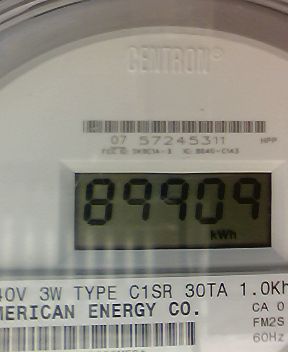 CENTRON®
07 57245311 HPP
89909
kWh
40V 3W TYPE C1SR 30TA 1.0Kh
MERICAN ENERGY CO.
CA 0
FM2S
60Hz